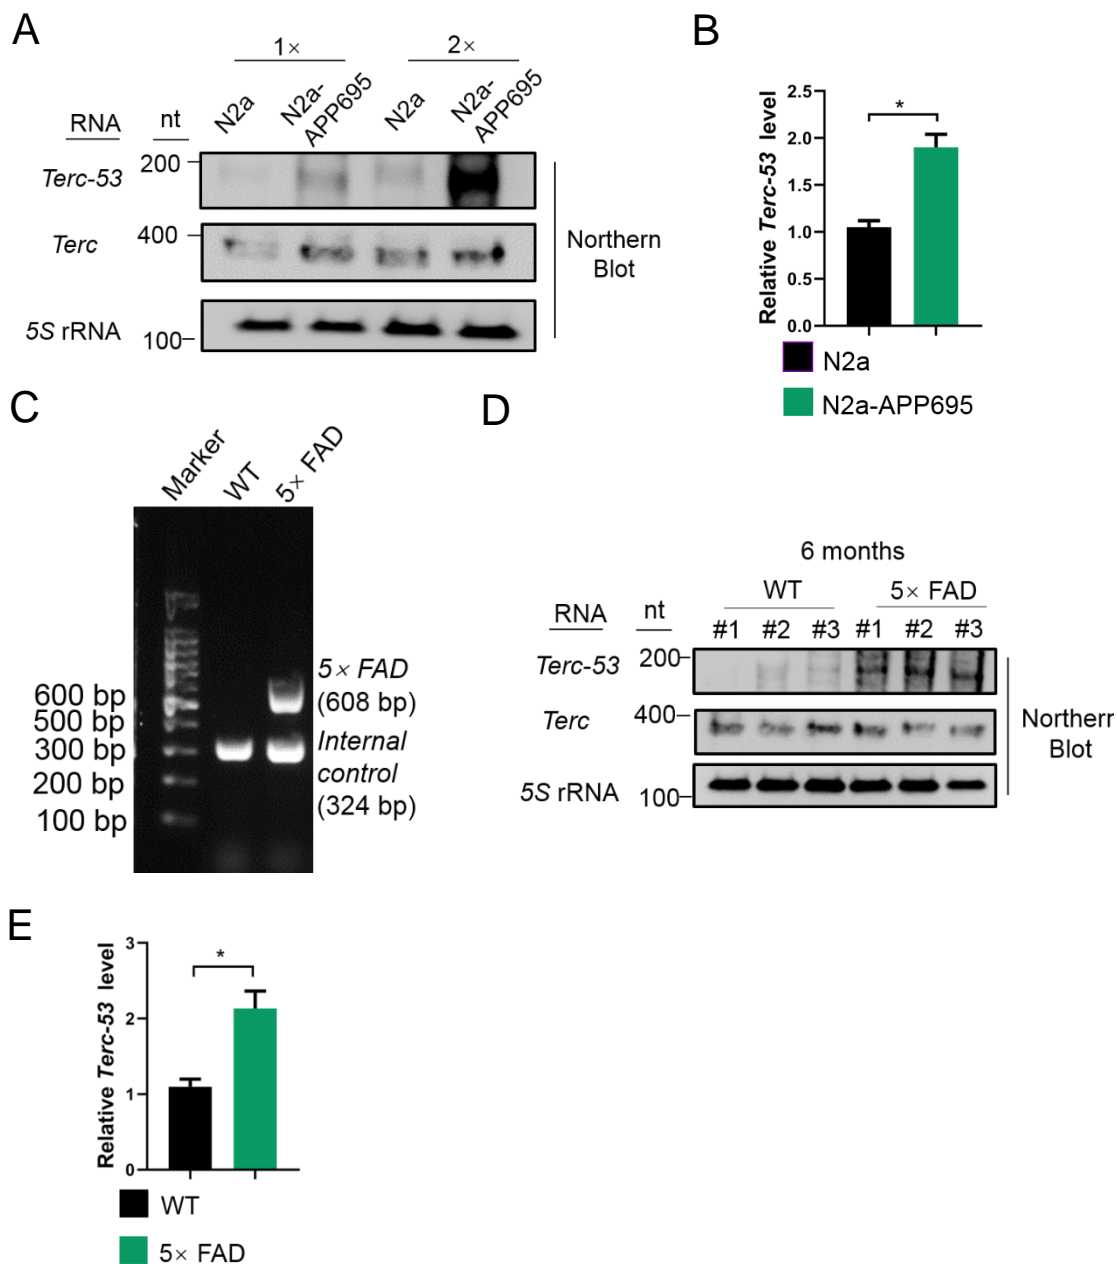 A
1×
2×
N2a
N2a-
APP695
N2a
N2a-
APP695
RNA
nt
Terc-53
200
Terc
400
5S rRNA
100
Northern
Blot
B
Relative Terc-53 level
2.5
2.0
1.5
1.0
0.5
0.0
*
N2a
N2a-APP695
C
Marker
WT
5× FAD
600 bp
500 bp
300 bp
200 bp
100 bp
5× FAD
(608 bp)
Internal
control
(324 bp)
D
6 months
WT
5× FAD
RNA
nt
#1 #2 #3 #1 #2 #3
Terc-53
200
Terc
400
5S rRNA
100
Northern
Blot
E
Relative Terc-53 level
3
2
1
0
*
WT
5× FAD